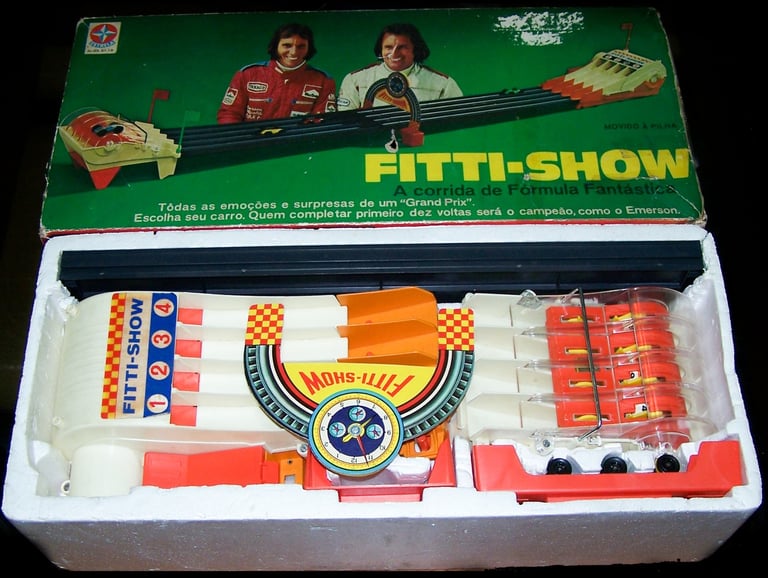 ESTRELA
MOVIDO À PILHA
FITTI-SHOW
A corrida de Fórmula Fantástica
Tôdas as emoções e surpresas de um "Grand Prix".
Escolha seu carro. Quem completar primeiro dez voltas será o campeão, como o Emerson.
FITTI-SHOW
1 2 3 4
FITTI-SHOW